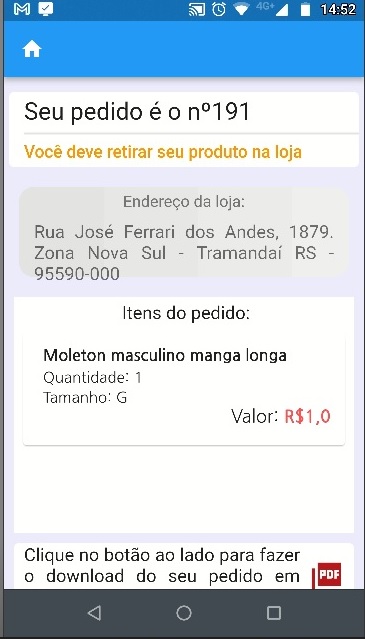 4G+ 14:52
Seu pedido é o nº191
Você deve retirar seu produto na loja
Endereço da loja:
Rua José Ferrari dos Andes, 1879.
Zona Nova Sul - Tramandaí RS -
95590-000
Itens do pedido:
Moleton masculino manga longa
Quantidade: 1
Tamanho: G
Valor: R$1,0
Clique no botão ao lado para fazer
o download do seu pedido em
PDF